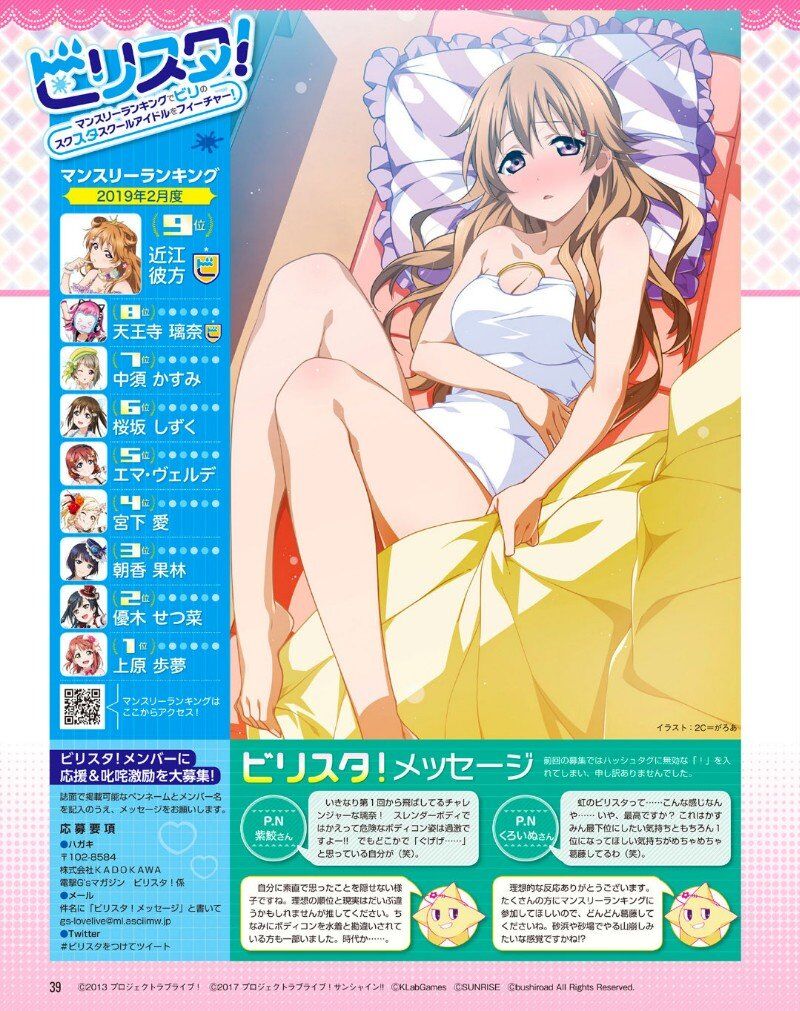 ビリスタ！
マンスリーランキングでビリの
スクスタスクールアイドルをフィーチャー！
マンスリーランキング
2019年2月度
9位
近江
彼方
8位
天王寺 璃奈
7位
中須 かすみ
6位
桜坂 しずく
5位
エマ・ヴェルデ
4位
宮下 愛
3位
朝香 果林
2位
優木 せつ菜
1位
上原 歩夢
マンスリーランキングは
ここからアクセス！
イラスト：2C=がろあ
ビリスタ！メンバーに
応援＆叱咤激励を大募集！
誌面で掲載可能なペンネームとメンバー名
を記入のうえ、メッセージをお願いします。
応募要項
●ハガキ
〒102-8584
株式会社KADOKAWA
電撃G'sマガジン ビリスタ！係
●メール
件名に「ビリスタ！メッセージ」と書いて
gs-lovelive@ml.asciimw.jp
●Twitter
#ビリスタをつけてツイート
ビリスタ！メッセージ
前回の募集ではハッシュタグに無効な「！」を入
れてしまい、申し訳ありませんでした。
P.N
紫鮫さん
いきなり第1回から飛ばしてるチャレ
ンジャーな璃奈！ スレンダーボディで
はかえって危険なボディコン姿は過激で
すよー!! でもどこかで「ぐげげ……」
と思っている自分が（笑）。
P.N
くろいぬさん
虹のビリスタって……こんな感じなん
や……いや、最高ですか？ これはかす
みん最下位にしたい気持ちともちろん1
位になってほしい気持ちがめちゃめちゃ
葛藤してるわ（笑）。
自分に素直で思ったことを隠せない様
子ですね。理想の順位と現実はだいぶ違
うかもしれませんが推してください。ち
なみにボディコンを水着と勘違いされて
いる方も一部いました。時代か……。
理想的な反応ありがとうございます。
たくさんの方にマンスリーランキングに
参加してほしいので、どんどん葛藤して
くださいね。砂浜や砂場でやる山崩しみ
たいな感覚ですかね!?
39
©2013 プロジェクトラブライブ！ ©2017 プロジェクトラブライブ！サンシャイン!! ©KLabGames ©SUNRISE ©bushiroad All Rights Reserved.